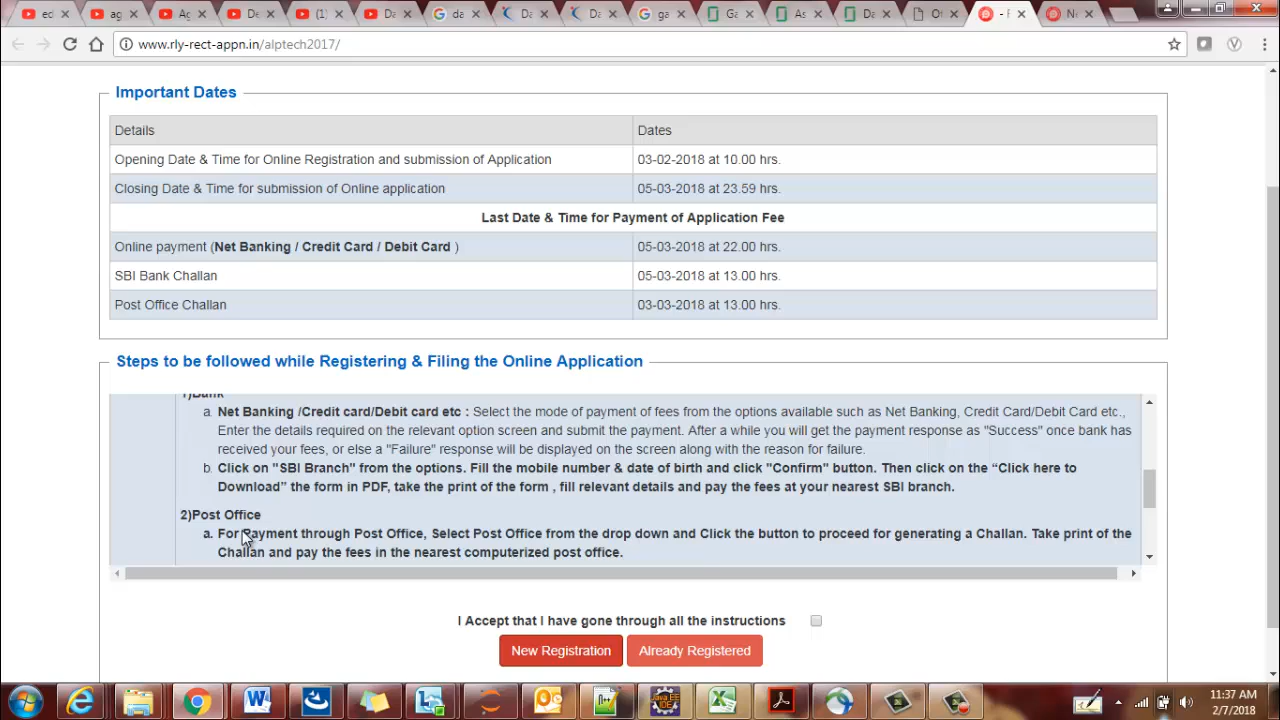 ed
ag
Ag
De
(1)
Da
da
Da
Da
ga
G
As
Da
- F
www.rly-rect-appn.in/alptech2017/
Important Dates
Details Dates
Opening Date & Time for Online Registration and submission of Application 03-02-2018 at 10.00 hrs.
Closing Date & Time for submission of Online application 05-03-2018 at 23.59 hrs.
Last Date & Time for Payment of Application Fee
Online payment (Net Banking / Credit Card / Debit Card ) 05-03-2018 at 22.00 hrs.
SBI Bank Challan 05-03-2018 at 13.00 hrs.
Post Office Challan 03-03-2018 at 13.00 hrs.
Steps to be followed while Registering & Filing the Online Application
1)Bank
a. Net Banking /Credit card/Debit card etc : Select the mode of payment of fees from the options available such as Net Banking, Credit Card/Debit Card etc.,
Enter the details required on the relevant option screen and submit the payment. After a while you will get the payment response as "Success" once bank has
received your fees, or else a "Failure" response will be displayed on the screen along with the reason for failure.
b. Click on "SBI Branch" from the options. Fill the mobile number & date of birth and click "Confirm" button. Then click on the “Click here to
Download” the form in PDF, take the print of the form , fill relevant details and pay the fees at your nearest SBI branch.
2)Post Office
a. For Payment through Post Office, Select Post Office from the drop down and Click the button to proceed for generating a Challan. Take print of the
Challan and pay the fees in the nearest computerized post office.
I Accept that I have gone through all the instructions
New Registration Already Registered
11:37 AM
2/7/2018